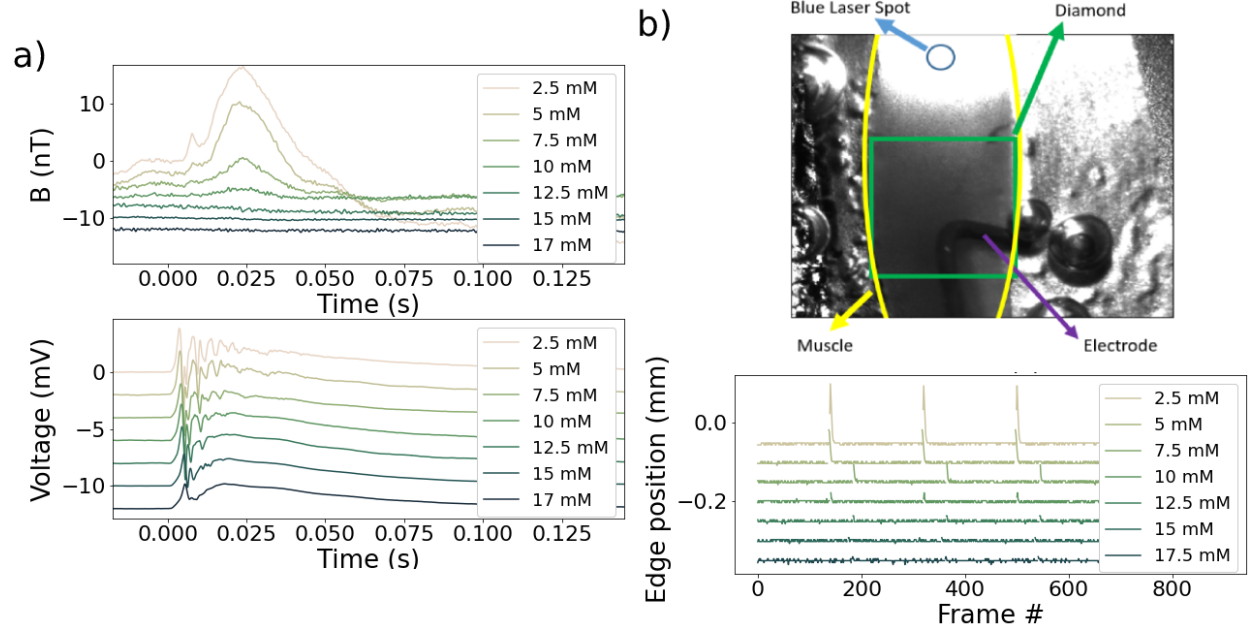 a)
B (nT)
10
0
−10
0.000
0.025
0.050
0.075
0.100
0.125
Time (s)
2.5 mM
5 mM
7.5 mM
10 mM
12.5 mM
15 mM
17 mM
Voltage (mV)
0
−5
−10
0.000
0.025
0.050
0.075
0.100
0.125
Time (s)
2.5 mM
5 mM
7.5 mM
10 mM
12.5 mM
15 mM
17 mM
b)
Blue Laser Spot
Diamond
Muscle
Electrode
Edge position (mm)
0.0
−0.2
0
200
400
600
800
Frame #
2.5 mM
5 mM
7.5 mM
10 mM
12.5 mM
15 mM
17.5 mM